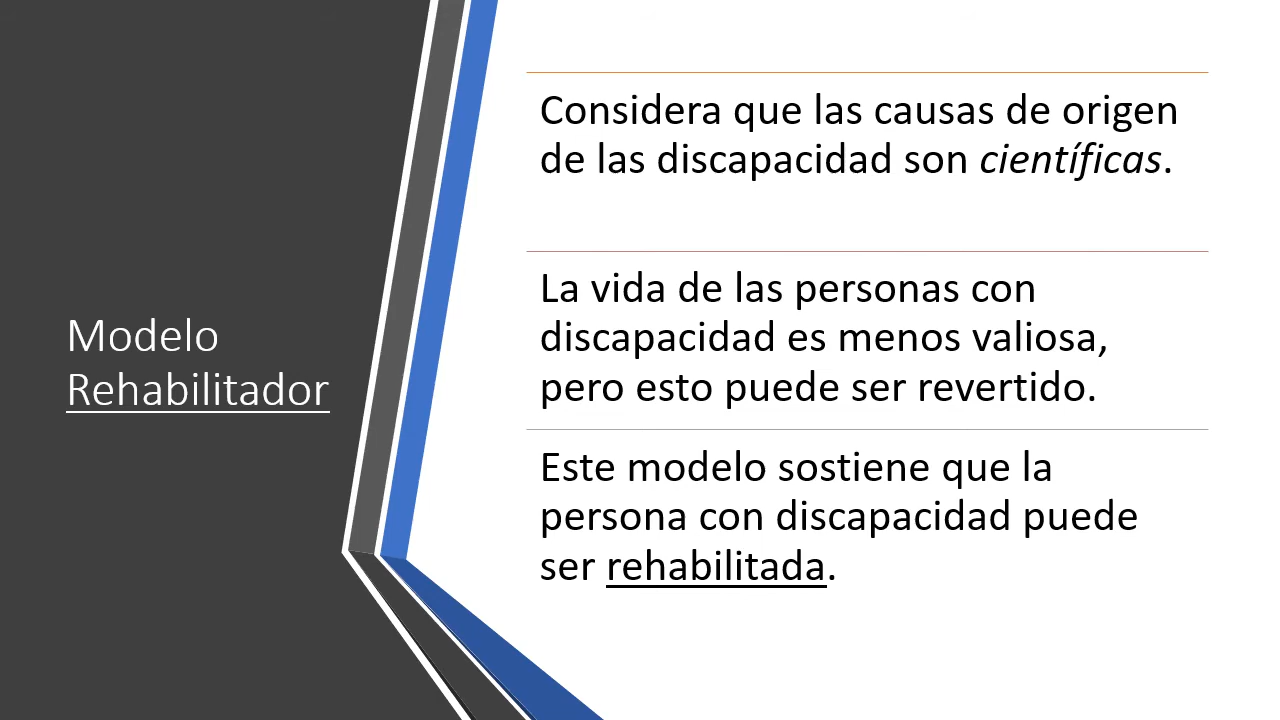 Modelo
Rehabilitador
Considera que las causas de origen
de las discapacidad son científicas.
La vida de las personas con
discapacidad es menos valiosa,
pero esto puede ser revertido.
Este modelo sostiene que la
persona con discapacidad puede
ser rehabilitada.